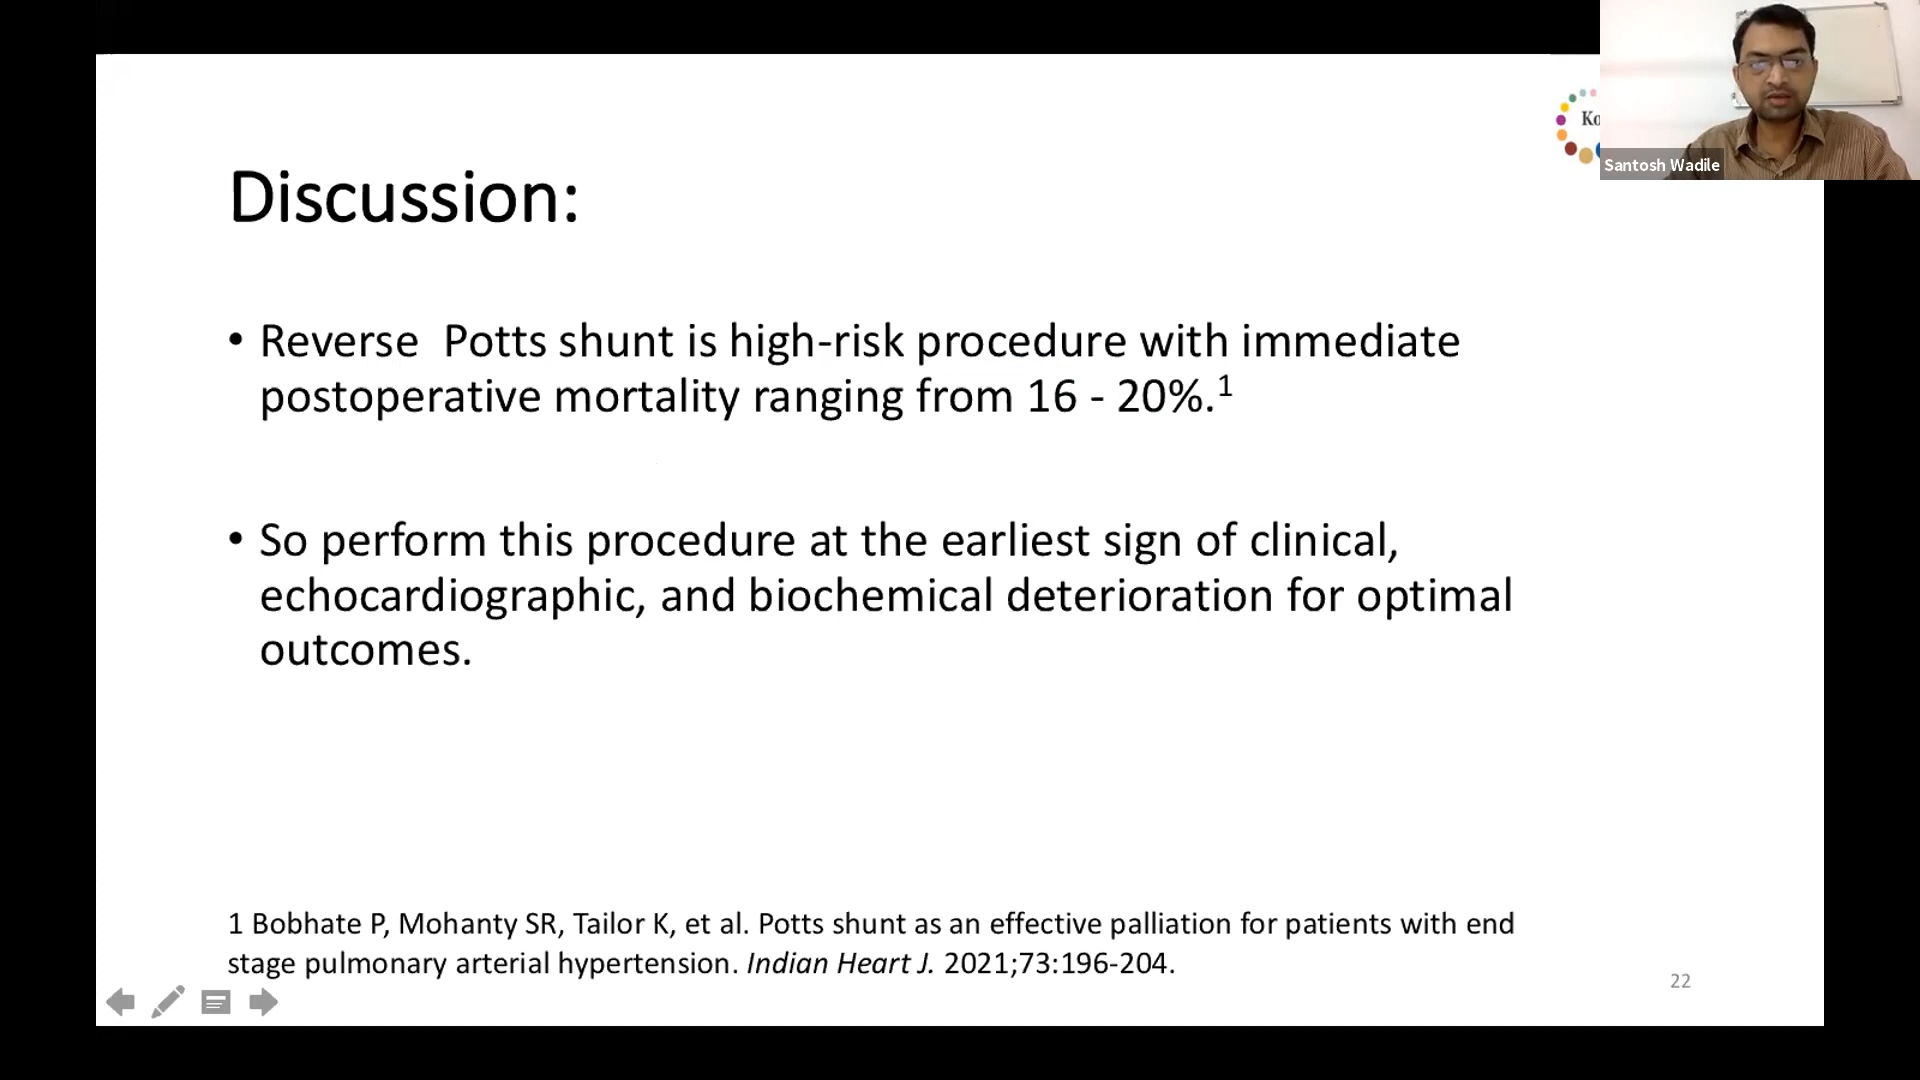 Discussion:
• Reverse  Potts shunt is high-risk procedure with immediate
postoperative mortality ranging from 16 - 20%.¹
• So perform this procedure at the earliest sign of clinical,
echocardiographic, and biochemical deterioration for optimal
outcomes.
1 Bobhate P, Mohanty SR, Tailor K, et al. Potts shunt as an effective palliation for patients with end
stage pulmonary arterial hypertension. Indian Heart J. 2021;73:196-204.
22
Santosh Wadile